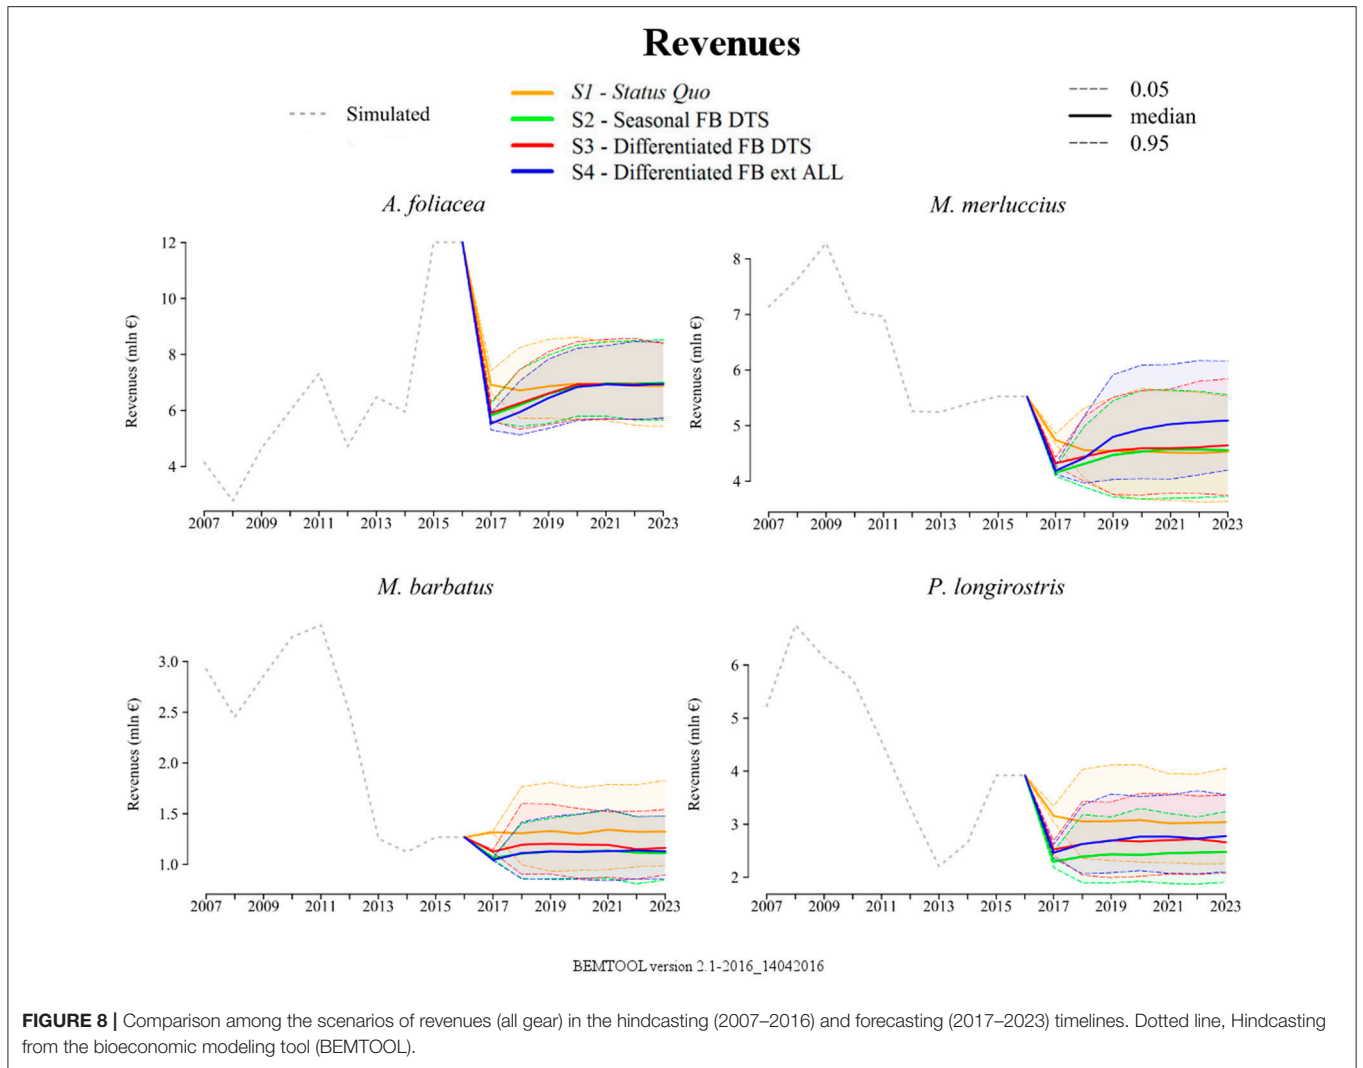 Revenues
Simulated
S1 - Status Quo
S2 - Seasonal FB DTS
S3 - Differentiated FB DTS
S4 - Differentiated FB ext ALL
0.05
median
0.95
A. foliacea
Revenues (mln €)
12
10
8
6
4
2007 2009 2011 2013 2015 2017 2019 2021 2023
M. merluccius
Revenues (mln €)
8
7
6
5
4
2007 2009 2011 2013 2015 2017 2019 2021 2023
M. barbatus
Revenues (mln €)
3.0
2.5
2.0
1.5
1.0
2007 2009 2011 2013 2015 2017 2019 2021 2023
P. longirostris
Revenues (mln €)
6
5
4
3
2
2007 2009 2011 2013 2015 2017 2019 2021 2023
BEMTOOL version 2.1-2016_14042016
FIGURE 8 | Comparison among the scenarios of revenues (all gear) in the hindcasting (2007–2016) and forecasting (2017–2023) timelines. Dotted line, Hindcasting
from the bioeconomic modeling tool (BEMTOOL).